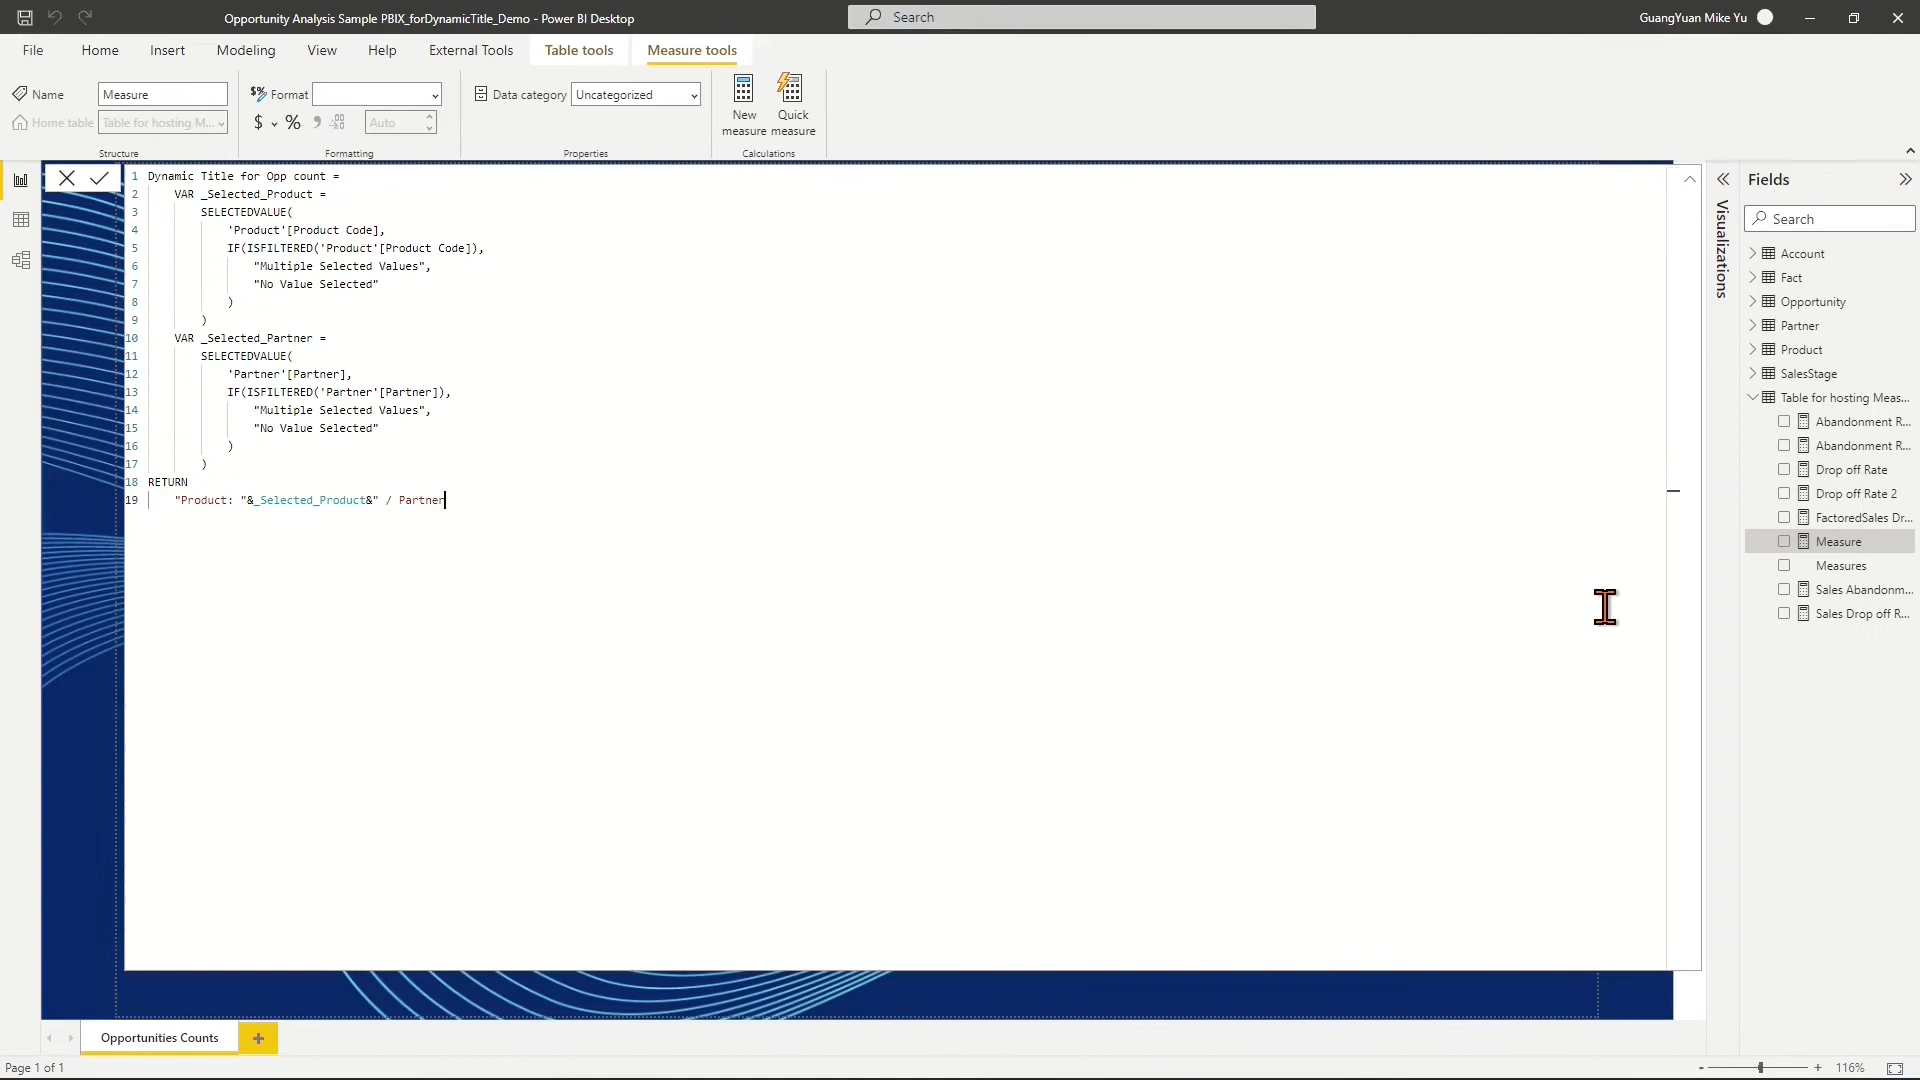 Opportunity Analysis Sample PBIX_forDynamicTitle_Demo - Power BI Desktop
Search
GuangYuan Mike Yu
File Home Insert Modeling View Help External Tools Table tools Measure tools
Name Measure
Home table Table for hosting M...
Structure
Format
$ % Auto
Formatting
Data category Uncategorized
Properties
New measure
Quick measure
Calculations
1 Dynamic Title for Opp count =
2 VAR _Selected_Product =
3 SELECTEDVALUE(
4 'Product'[Product Code],
5 IF(ISFILTERED('Product'[Product Code]),
6 "Multiple Selected Values",
7 "No Value Selected"
8 )
9 )
10 VAR _Selected_Partner =
11 SELECTEDVALUE(
12 'Partner'[Partner],
13 IF(ISFILTERED('Partner'[Partner]),
14 "Multiple Selected Values",
15 "No Value Selected"
16 )
17 )
18 RETURN
19 "Product: "&_Selected_Product&" / Partner
Visualizations
Fields
Search
Account
Fact
Opportunity
Partner
Product
SalesStage
Table for hosting Meas...
Abandonment R...
Abandonment R...
Drop off Rate
Drop off Rate 2
FactoredSales Dr...
Measure
Measures
Sales Abandonm...
Sales Drop off R...
Opportunities Counts
+
Page 1 of 1
- + 116%